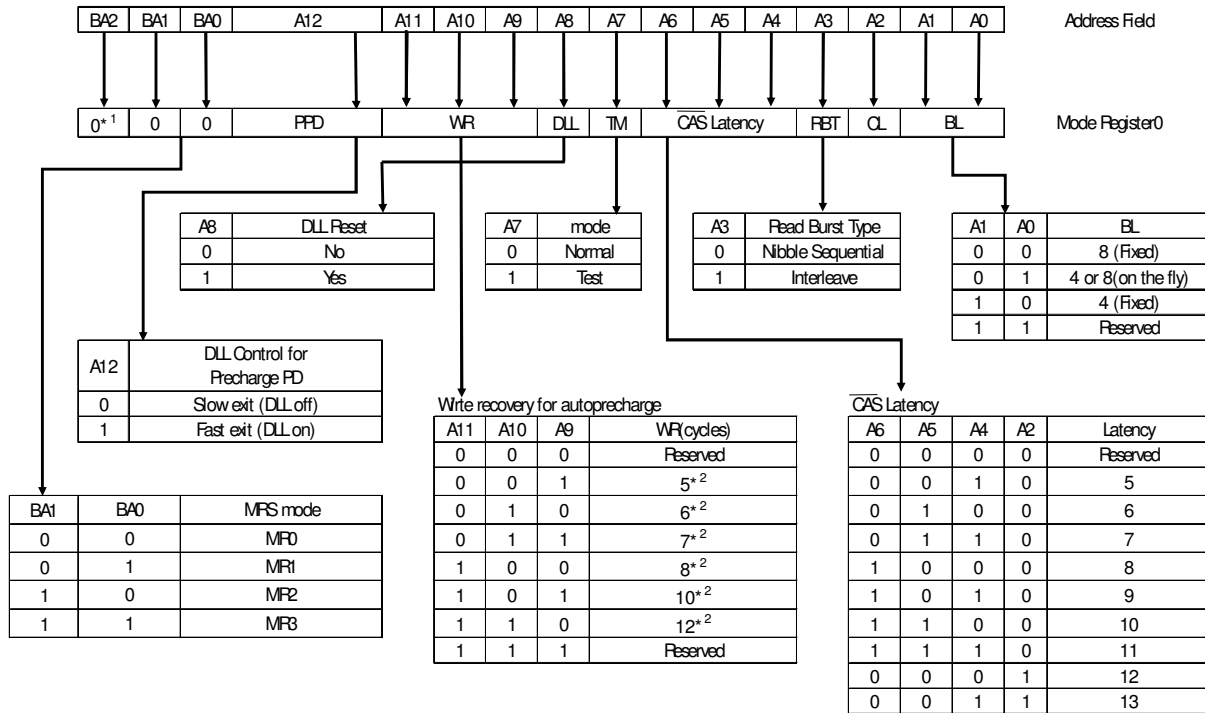 BA2 BA1 BA0 A12 A11 A10 A9 A8 A7 A6 A5 A4 A3 A2 A1 A0 Address Field
0*1 0 0 PPD WR DLL TM CAS Latency RBT CL BL Mode Register0
A8 DLL Reset
0 No
1 Yes
A7 mode
0 Normal
1 Test
A3 Read Burst Type
0 Nibble Sequential
1 Interleave
A1 A0 BL
0 0 8 (Fixed)
0 1 4 or 8(on the fly)
1 0 4 (Fixed)
1 1 Reserved
A12 DLL Control for
Precharge PD
0 Slow exit (DLL off)
1 Fast exit (DLL on)
Write recovery for autoprecharge
A11 A10 A9 WR(cycles)
0 0 0 Reserved
0 0 1 5*2
0 1 0 6*2
0 1 1 7*2
1 0 0 8*2
1 0 1 10*2
1 1 0 12*2
1 1 1 Reserved
CAS Latency
A6 A5 A4 A2 Latency
0 0 0 0 Reserved
0 0 1 0 5
0 1 0 0 6
0 1 1 0 7
1 0 0 0 8
1 0 1 0 9
1 1 0 0 10
1 1 1 0 11
0 0 0 1 12
0 0 1 1 13
BA1 BA0 MRS mode
0 0 MR0
0 1 MR1
1 0 MR2
1 1 MR3